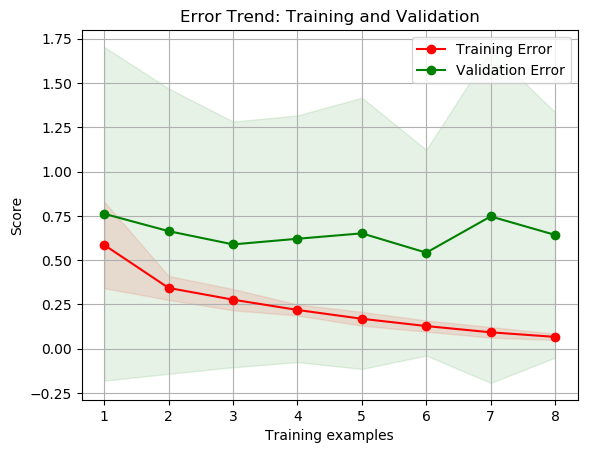 Error Trend: Training and Validation
Training Error
Validation Error
1.75
1.50
1.25
1.00
0.75
0.50
0.25
0.00
−0.25
Score
1 2 3 4 5 6 7 8
Training examples